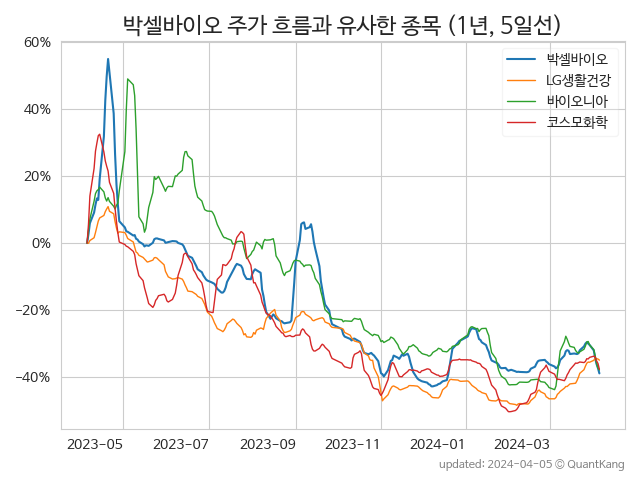 박셀바이오 주가 흐름과 유사한 종목 (1년, 5일선)
60%
40%
20%
0%
−20%
−40%
박셀바이오
LG생활건강
바이오니아
코스모화학
2023−05
2023−07
2023−09
2023−11
2024−01
2024−03
updated: 2024-04-05 © QuantKang